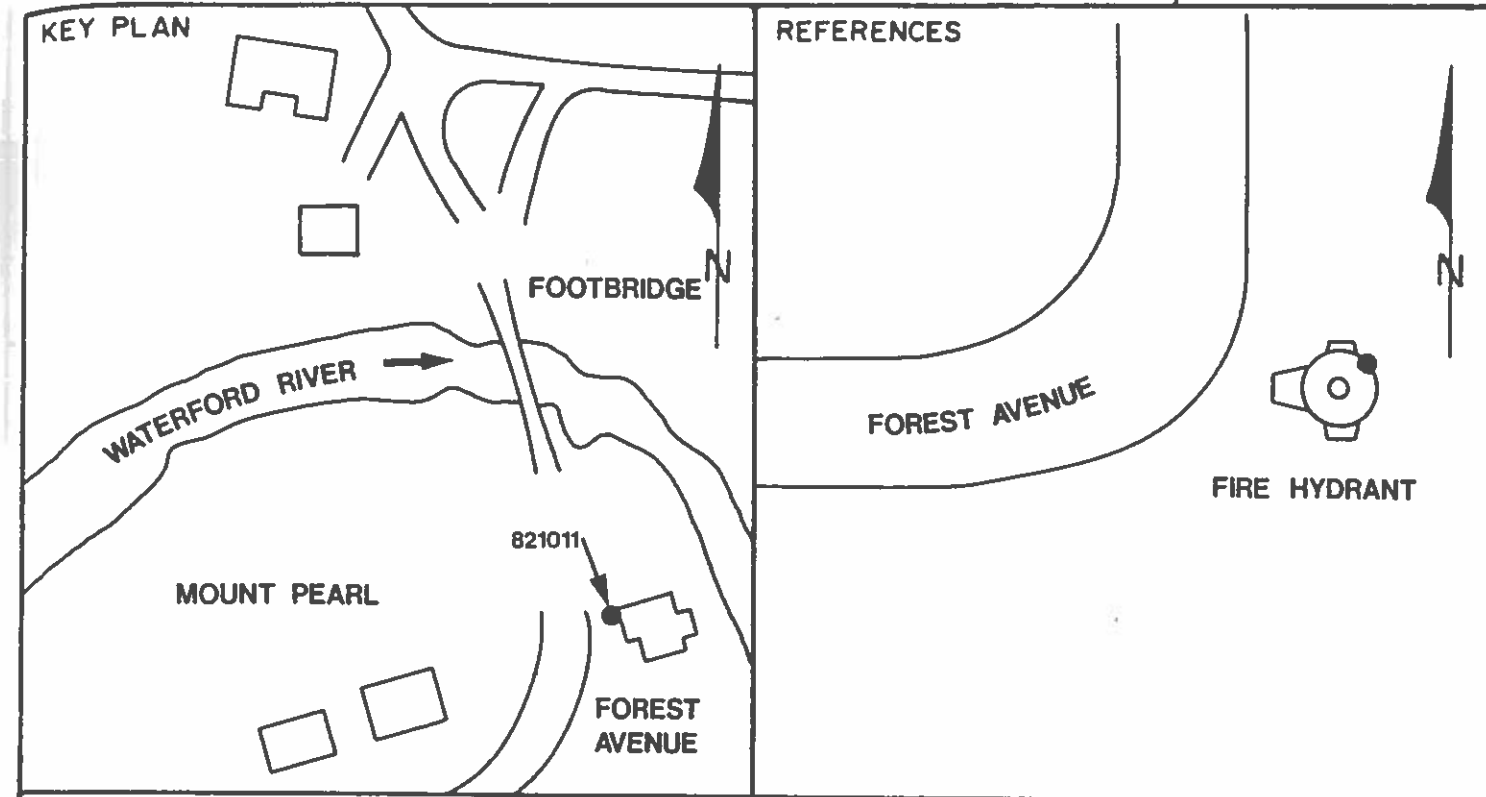 KEY PLAN
N
FOOTBRIDGE
WATERFORD RIVER
821011
MOUNT PEARL
FOREST
AVENUE
REFERENCES
N
FOREST AVENUE
FIRE HYDRANT